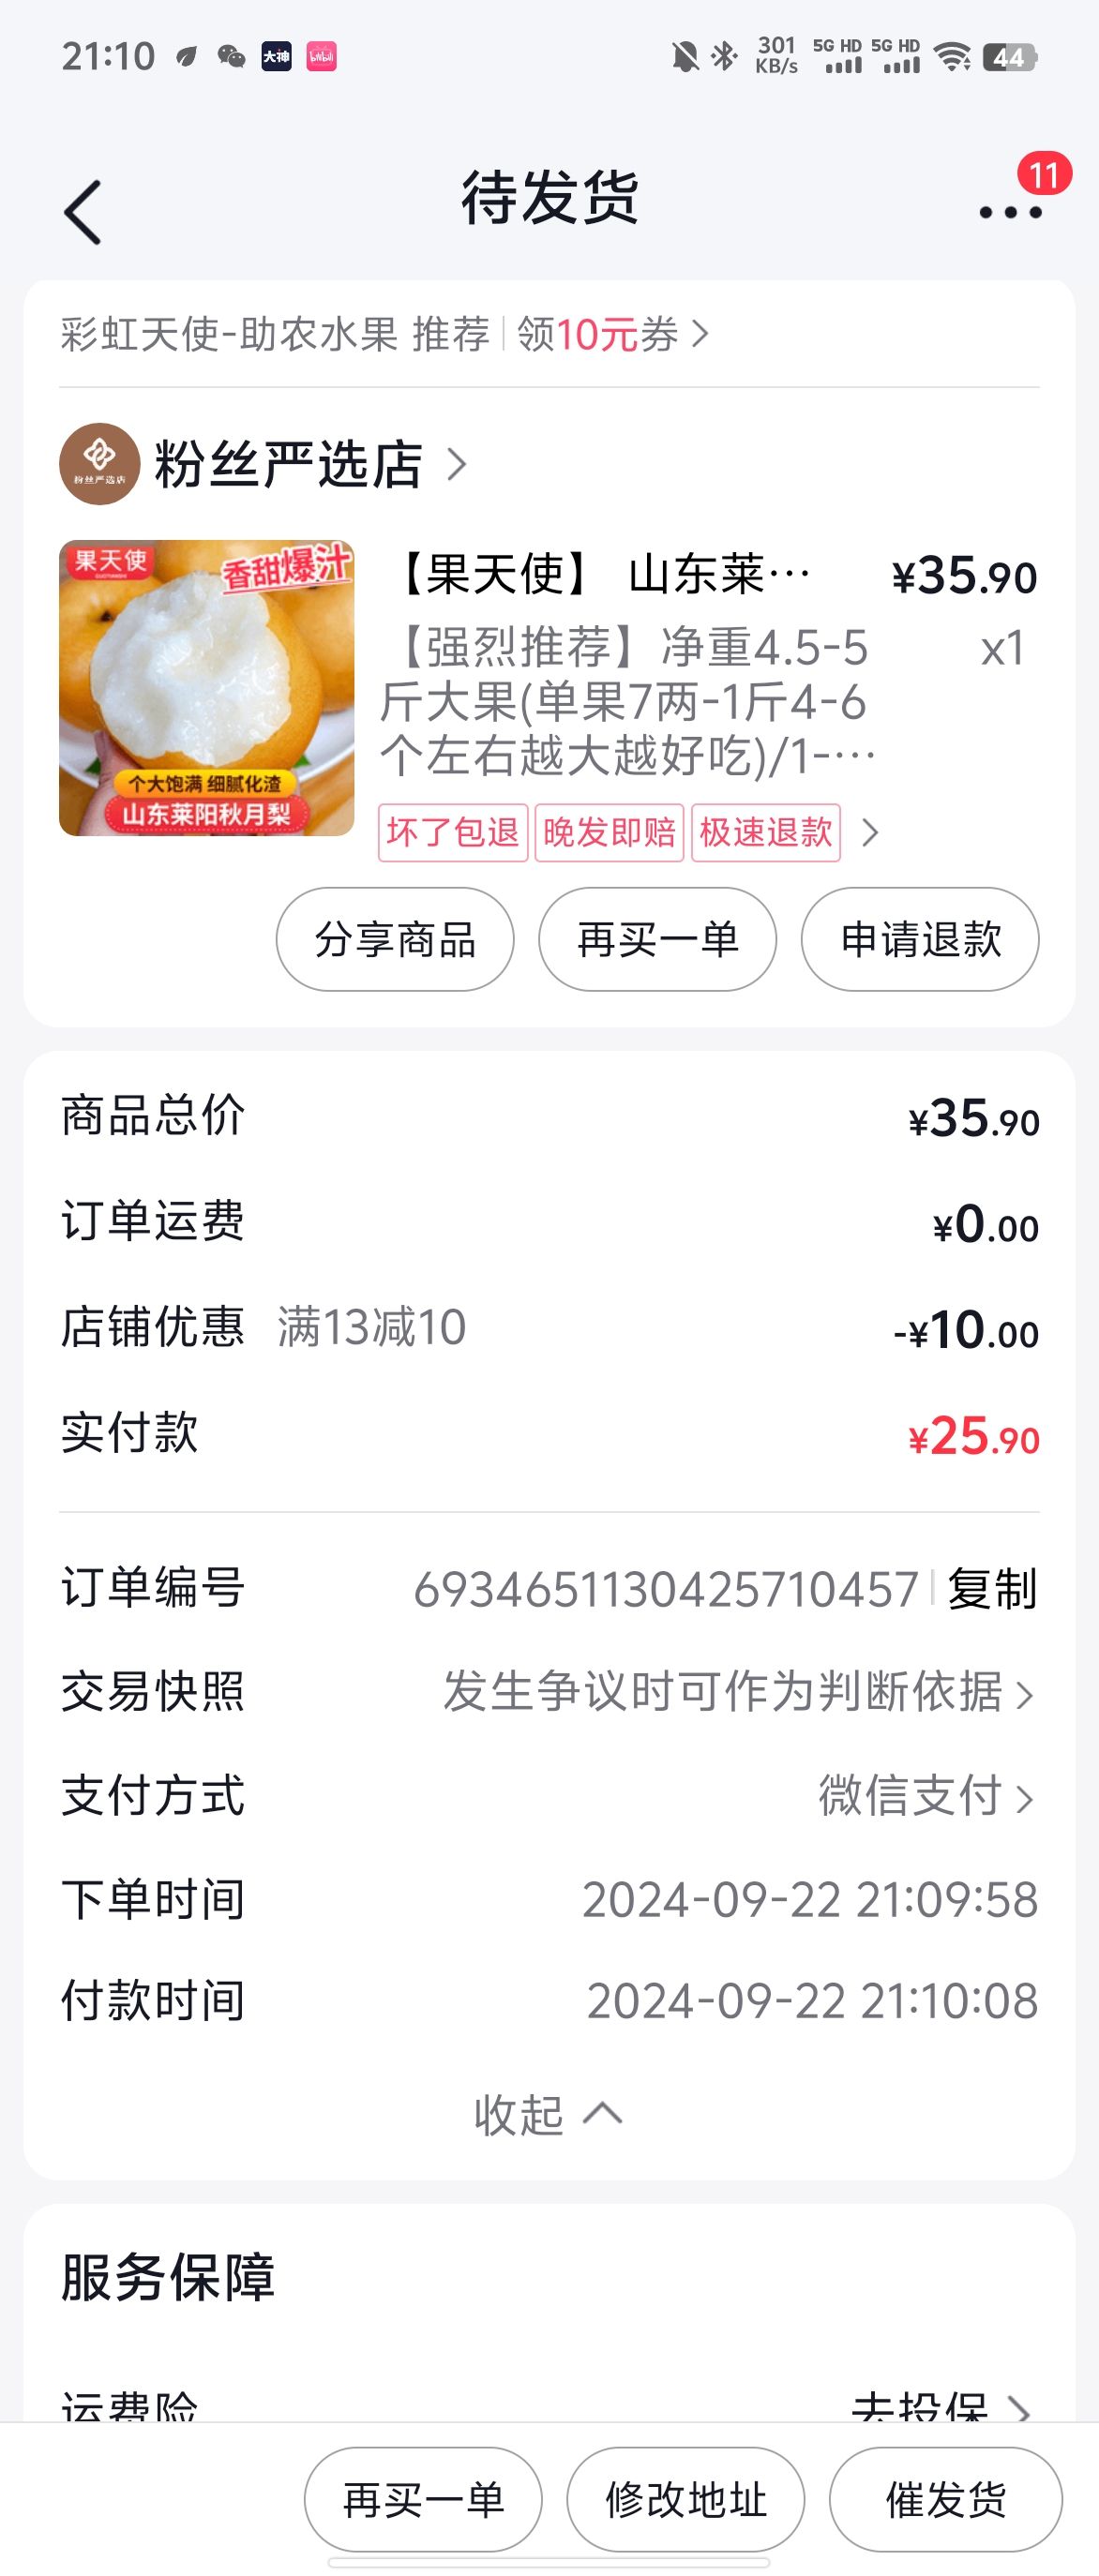 21:10
大神
bilibili
301
KB/s
5G HD 5G HD
44
待发货
11
彩虹天使-助农水果 推荐 领10元券
粉丝严选店
粉丝严选店
果天使
香甜爆汁
个大饱满 细腻化渣
山东莱阳秋月梨
【果天使】 山东莱… ¥35.90
【强烈推荐】净重4.5-5 x1
斤大果(单果7两-1斤4-6
个左右越大越好吃)/1-…
坏了包退 晚发即赔 极速退款
分享商品 再买一单 申请退款
商品总价 ¥35.90
订单运费 ¥0.00
店铺优惠 满13减10 -¥10.00
实付款 ¥25.90
订单编号 6934651130425710457 复制
交易快照 发生争议时可作为判断依据
支付方式 微信支付
下单时间 2024-09-22 21:09:58
付款时间 2024-09-22 21:10:08
收起
服务保障
运费险 去投保
再买一单 修改地址 催发货